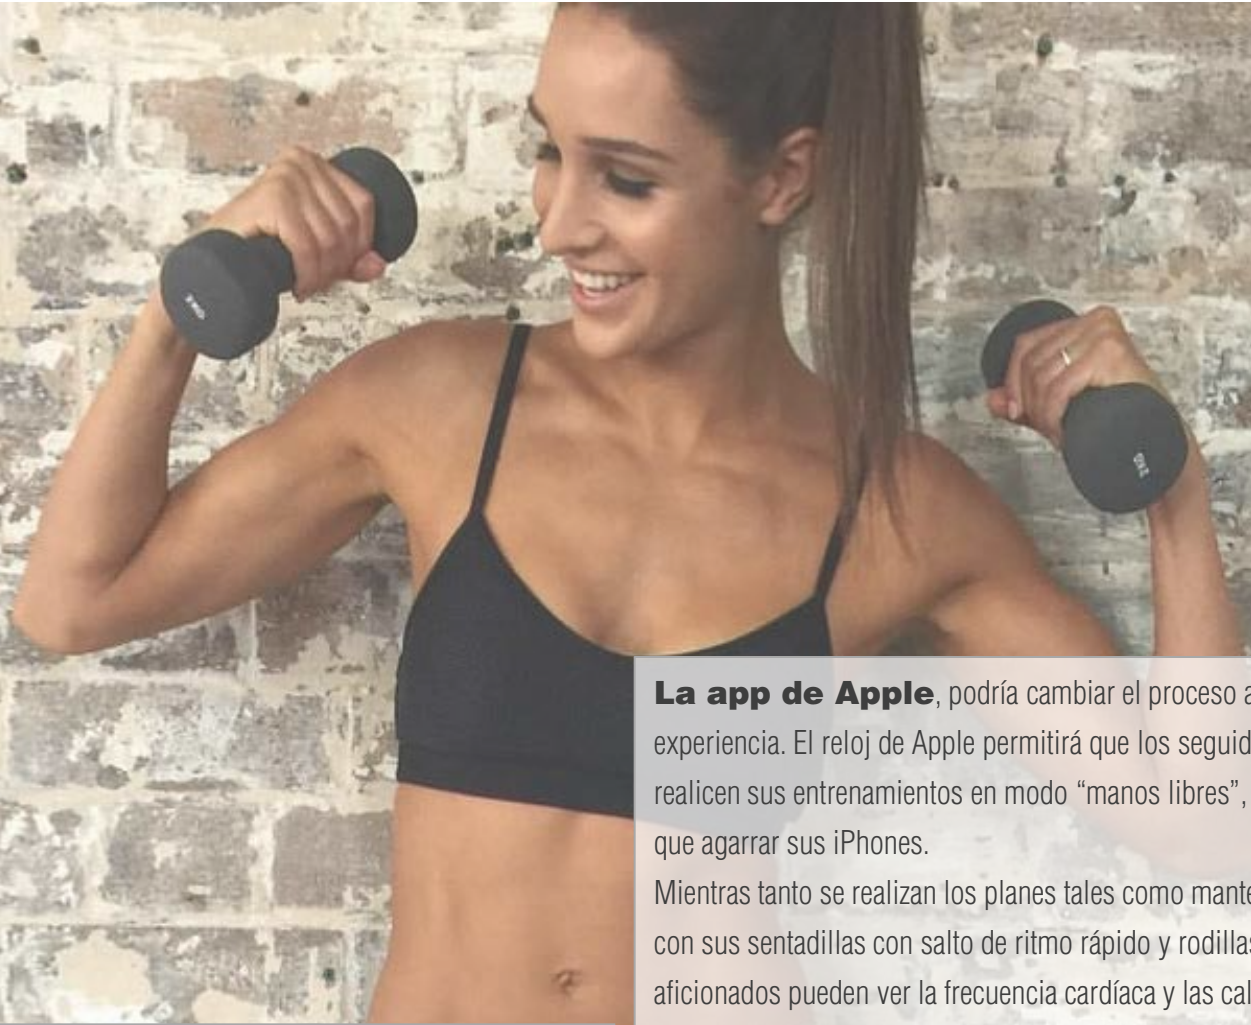 La app de Apple, podría cambiar el proceso a
experiencia. El reloj de Apple permitirá que los seguid
realicen sus entrenamientos en modo “manos libres”,
que agarrar sus iPhones.
Mientras tanto se realizan los planes tales como mante
con sus sentadillas con salto de ritmo rápido y rodillas
aficionados pueden ver la frecuencia cardíaca y las cal
2 KG